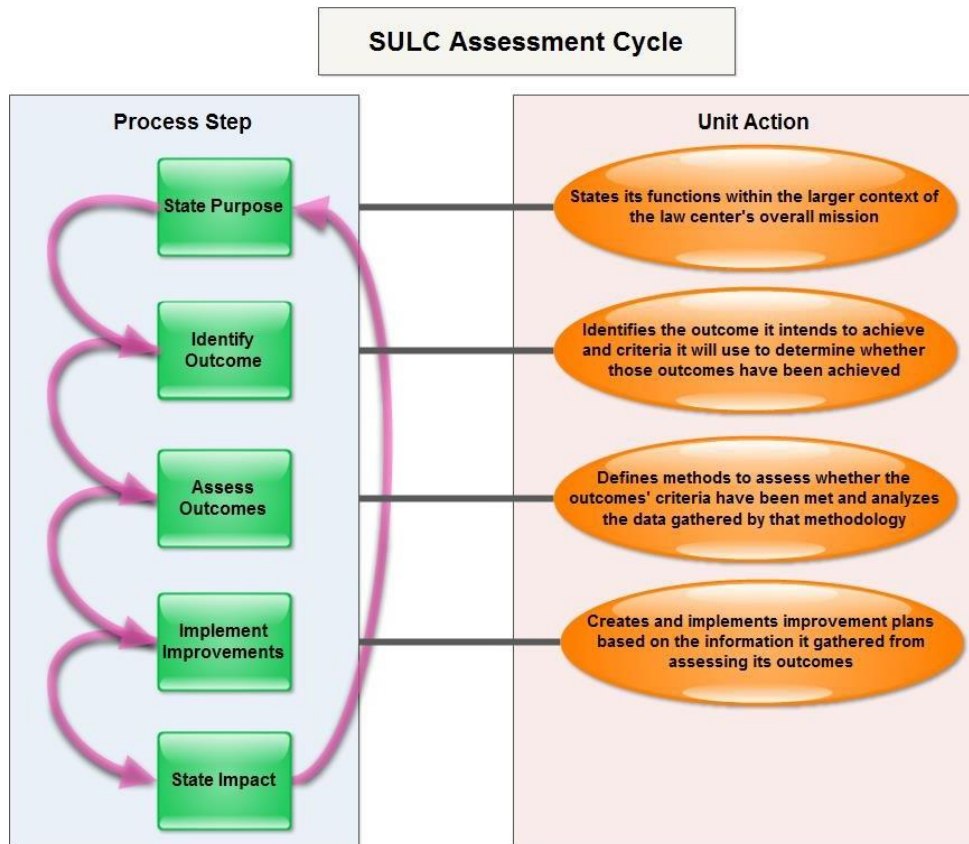 SULC Assessment Cycle
Process Step
Unit Action
State Purpose
States its functions within the larger context of
the law center's overall mission
Identify
Outcome
Identifies the outcome it intends to achieve
and criteria it will use to determine whether
those outcomes have been achieved
Assess
Outcomes
Defines methods to assess whether the
outcomes' criteria have been met and analyzes
the data gathered by that methodology
Implement
Improvements
Creates and implements improvement plans
based on the information it gathered from
assessing its outcomes
State Impact